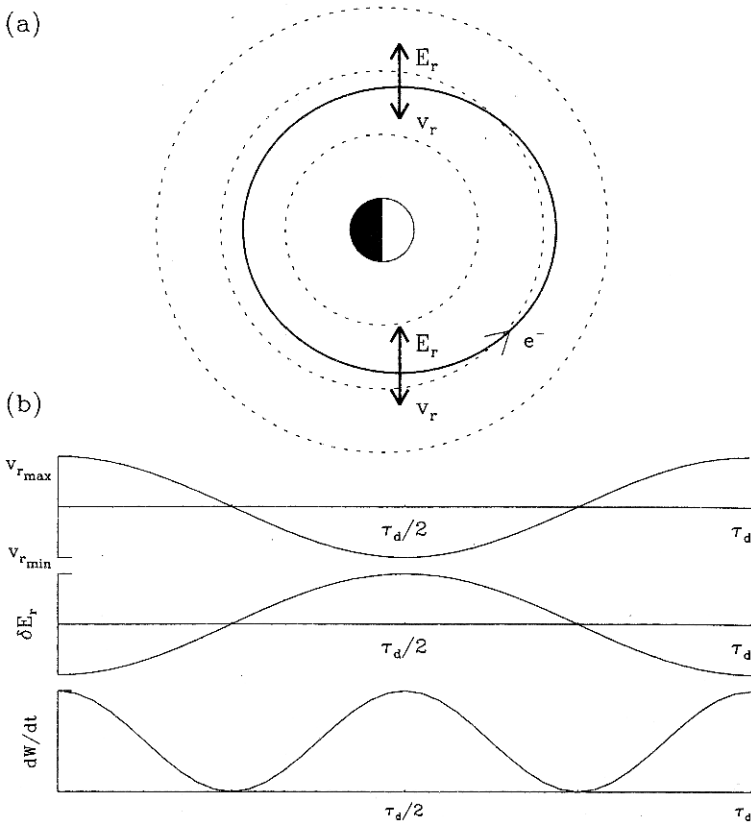 (a)
E_r
v_r
E_r
e⁻
v_r
(b)
v_r_max
τ_d/2
τ_d
v_r_min
δE_r
τ_d/2
τ_d
dW/dt
τ_d/2
τ_d